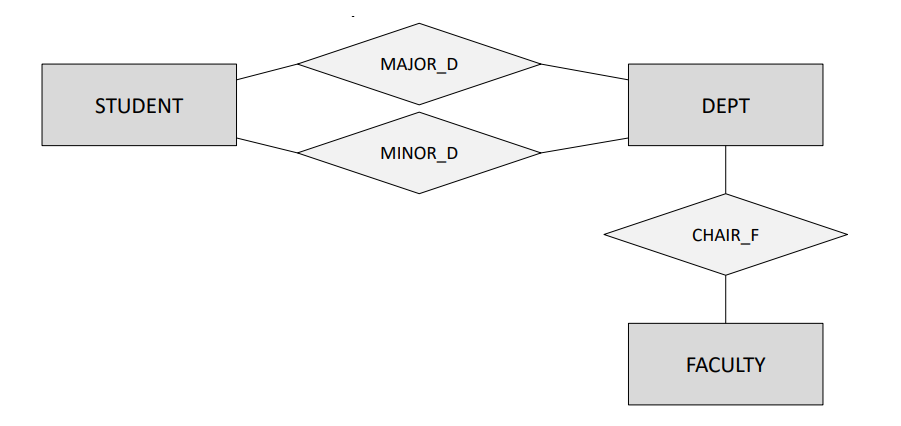 MAJOR_D
STUDENT
DEPT
MINOR_D
CHAIR_F
FACULTY